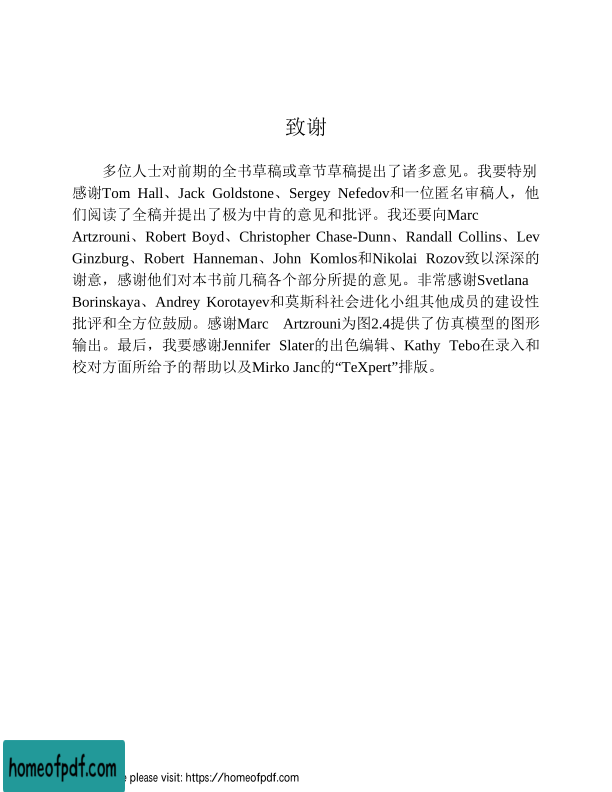 致谢
多位人士对前期的全书草稿或章节草稿提出了诸多意见。我要特别
感谢Tom Hall、Jack Goldstone、Sergey Nefedov和一位匿名审稿人，他
们阅读了全稿并提出了极为中肯的意见和批评。我还要向Marc
Artzrouni、Robert Boyd、Christopher Chase-Dunn、Randall Collins、Lev
Ginzburg、Robert Hanneman、John Komlos和Nikolai Rozov致以深深的
谢意，感谢他们对本书前几稿各个部分所提的意见。非常感谢Svetlana
Borinskaya、Andrey Korotayev和莫斯科社会进化小组其他成员的建设性
批评和全方位鼓励。感谢Marc Artzrouni为图2.4提供了仿真模型的图形
输出。最后，我要感谢Jennifer Slater的出色编辑、Kathy Tebo在录入和
校对方面所给予的帮助以及Mirko Janc的“TeXpert”排版。
homeofpdf.com
please visit: https://homeofpdf.com